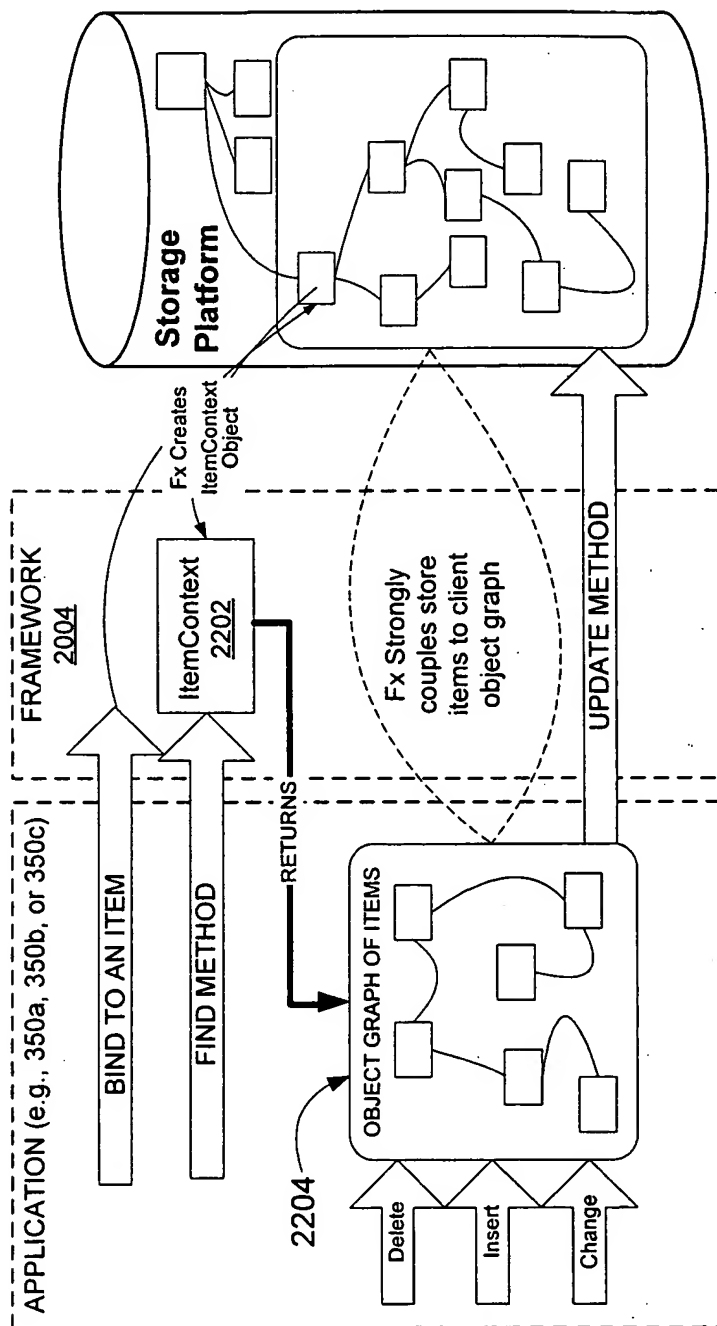 APPLICATION (e.g., 350a, 350b, or 350c)
BIND TO AN ITEM
FIND METHOD
RETURNS
2204
OBJECT GRAPH OF ITEMS
Delete
Insert
Change
FRAMEWORK
2004
ItemContext
2202
Fx Creates
ItemContext
Object
Fx Strongly
couples store
items to client
object graph
UPDATE METHOD
Storage
Platform